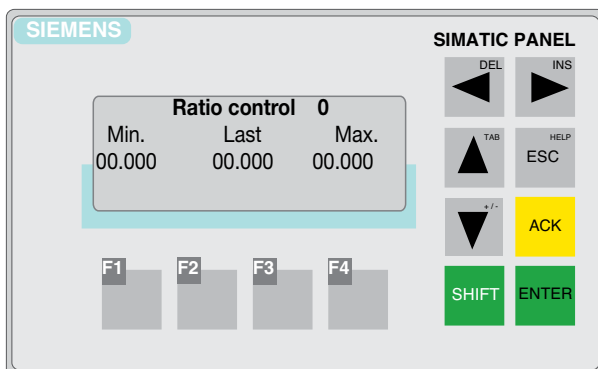 SIEMENS
SIMATIC PANEL
DEL
INS
Ratio control 0
Min. Last Max.
00.000 00.000 00.000
TAB
HELP
ESC
+ / -
ACK
F1 F2 F3 F4
SHIFT ENTER